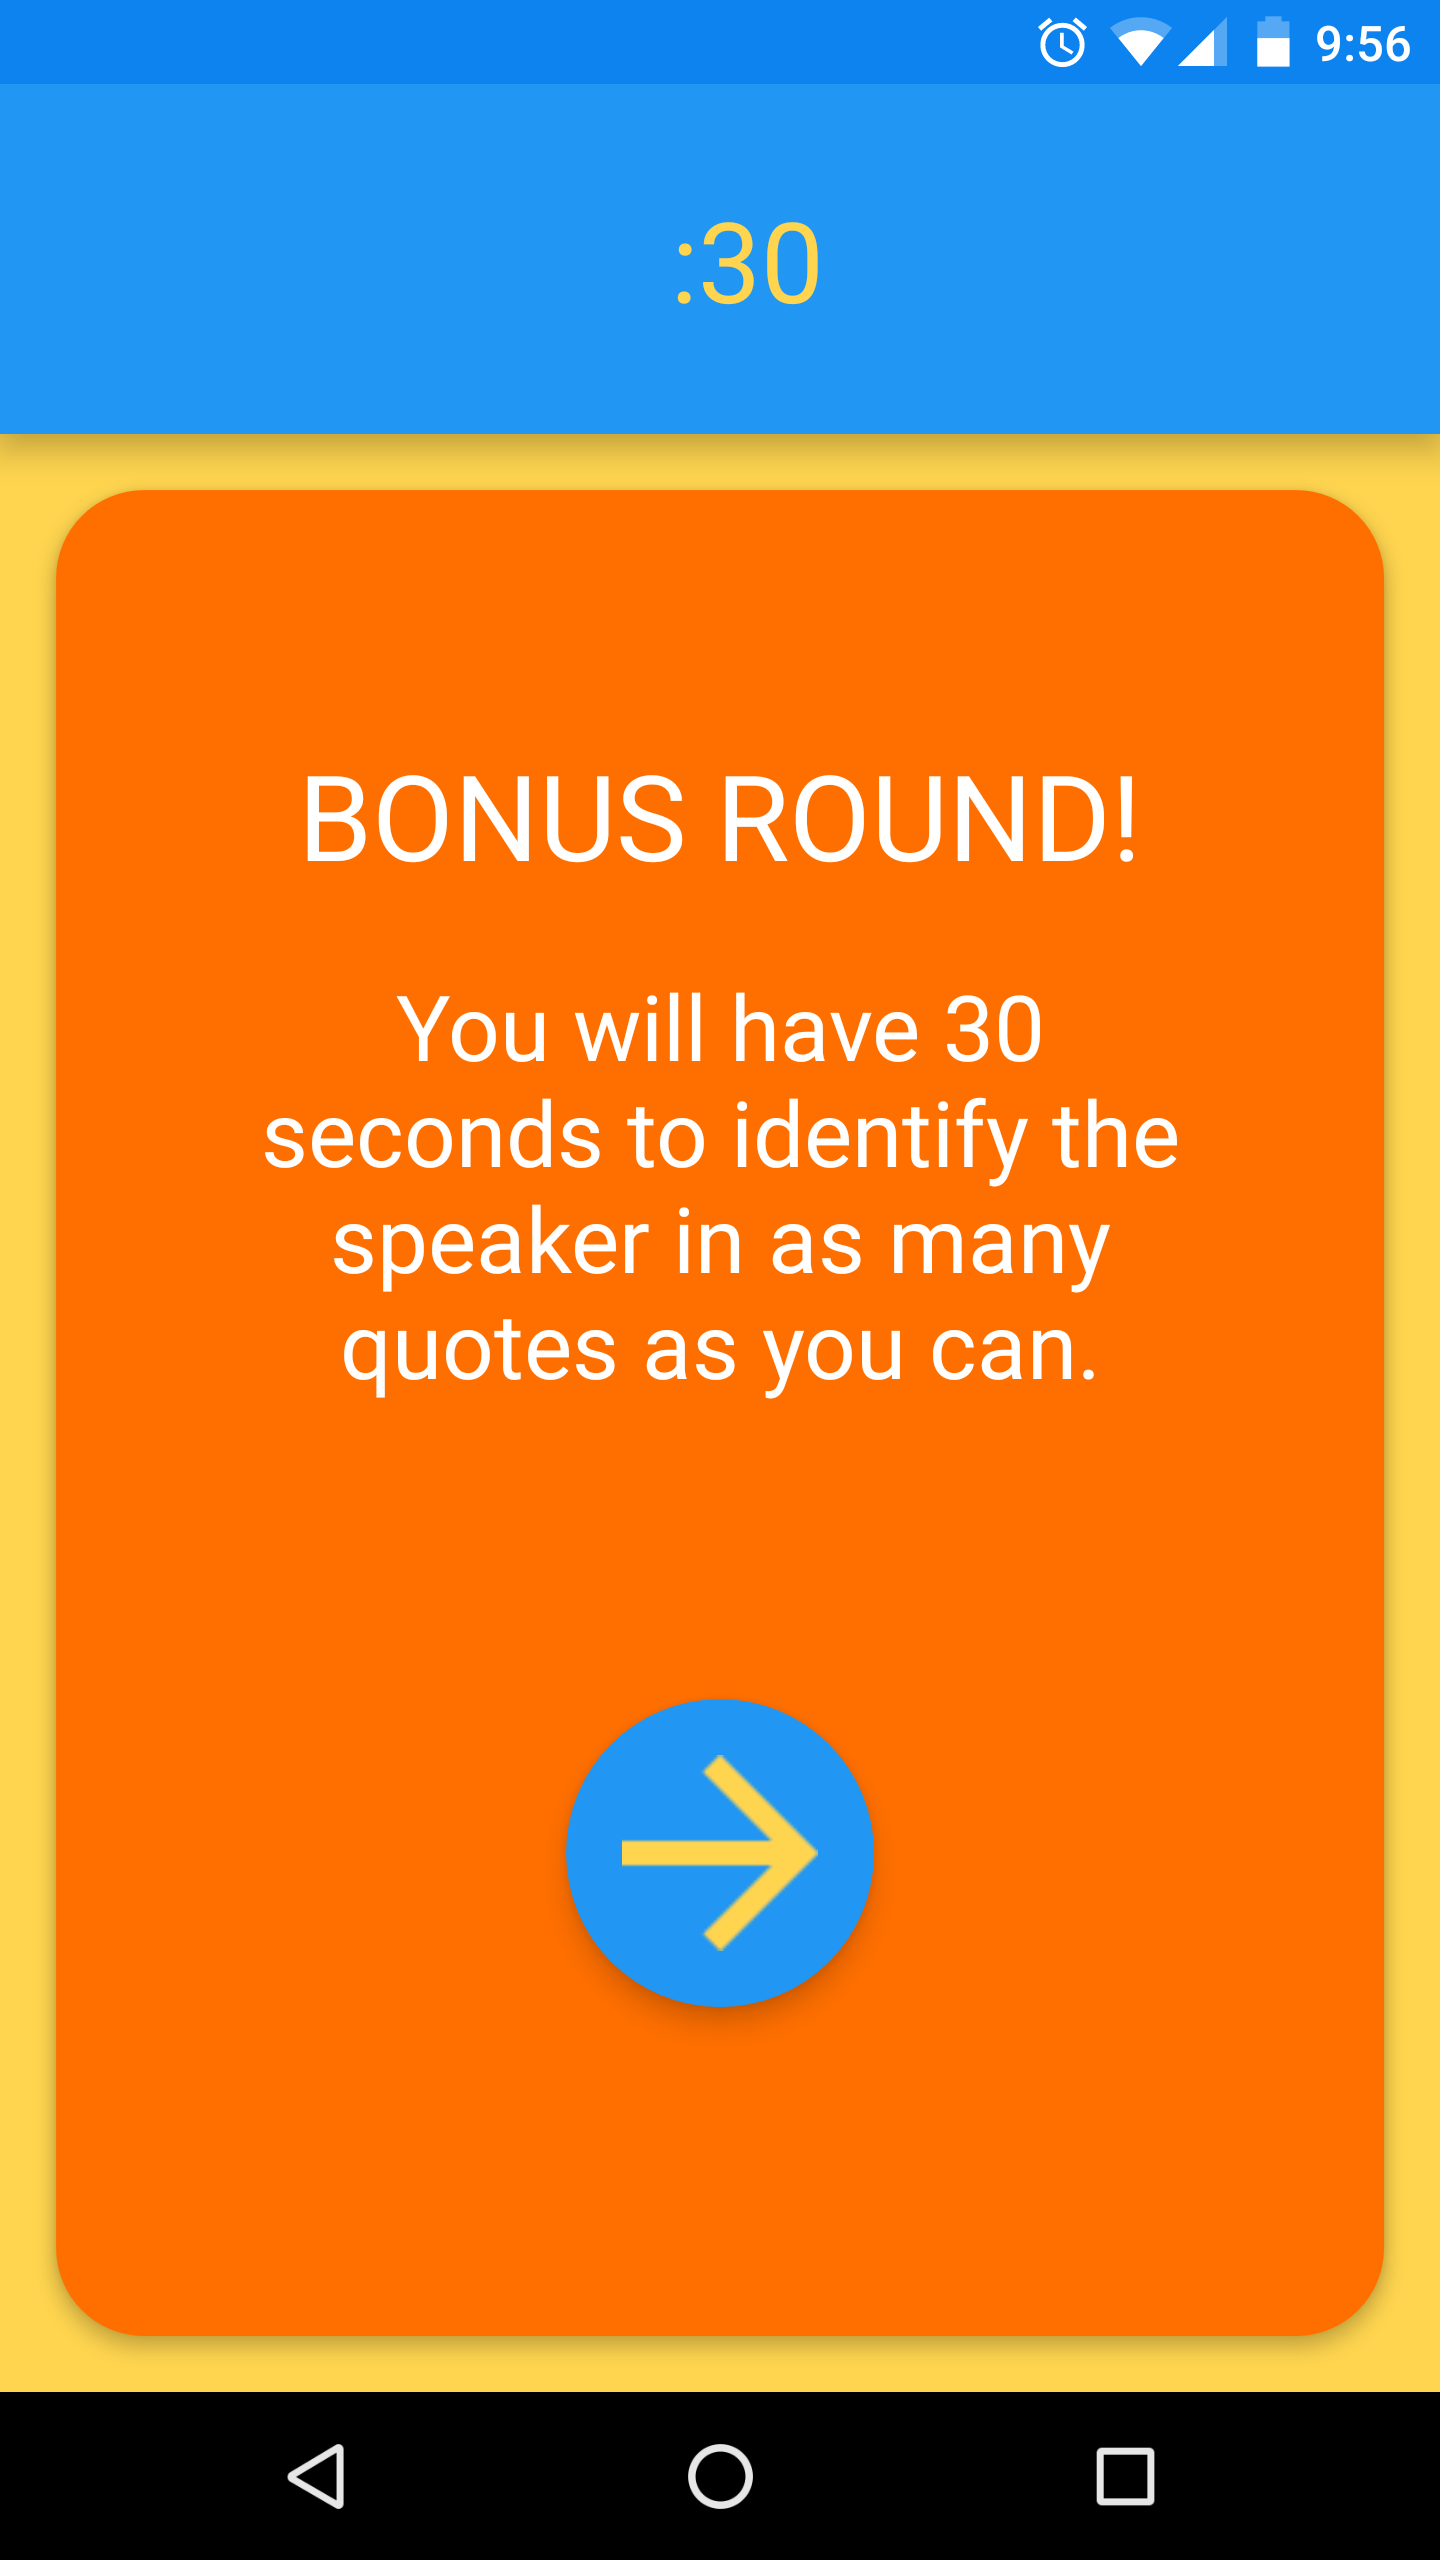 9:56
:30
BONUS ROUND!
You will have 30
seconds to identify the
speaker in as many
quotes as you can.